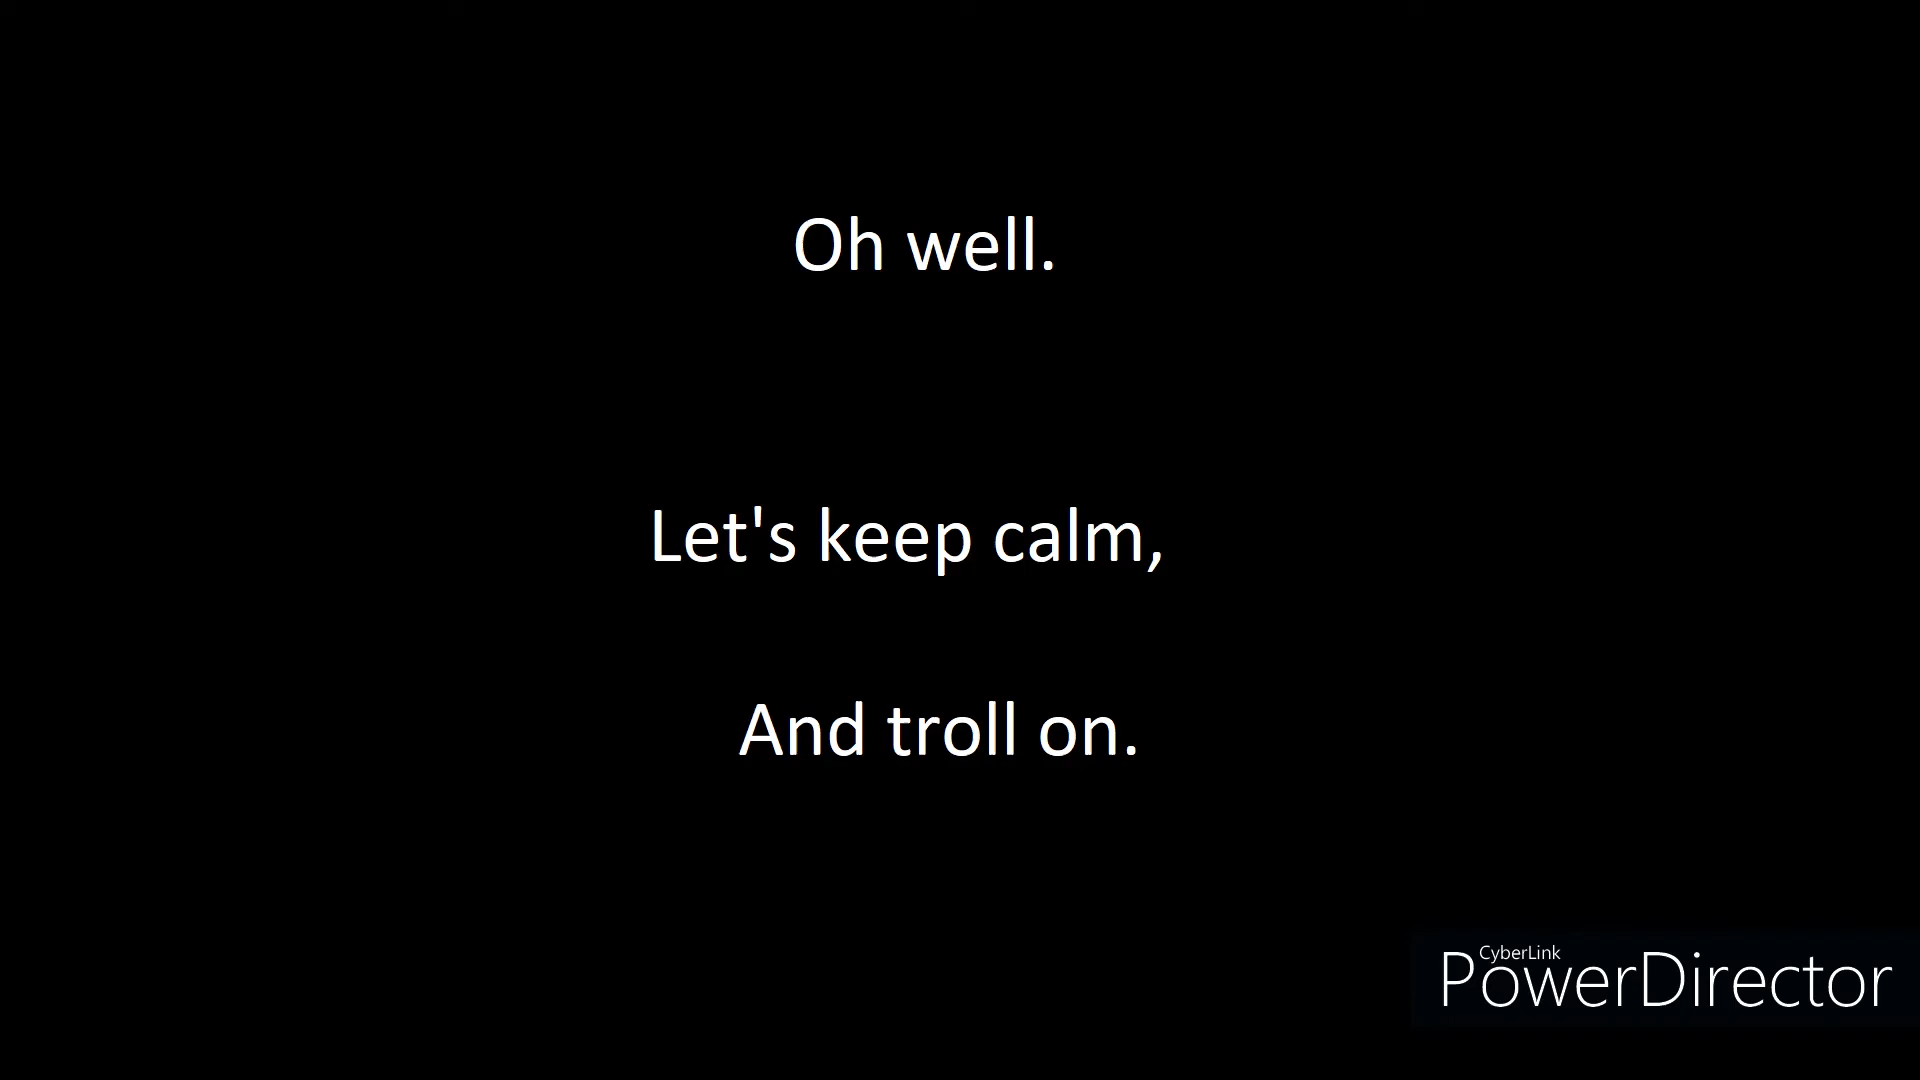 Oh well.
Let's keep calm,
And troll on.
CyberLink
PowerDirector